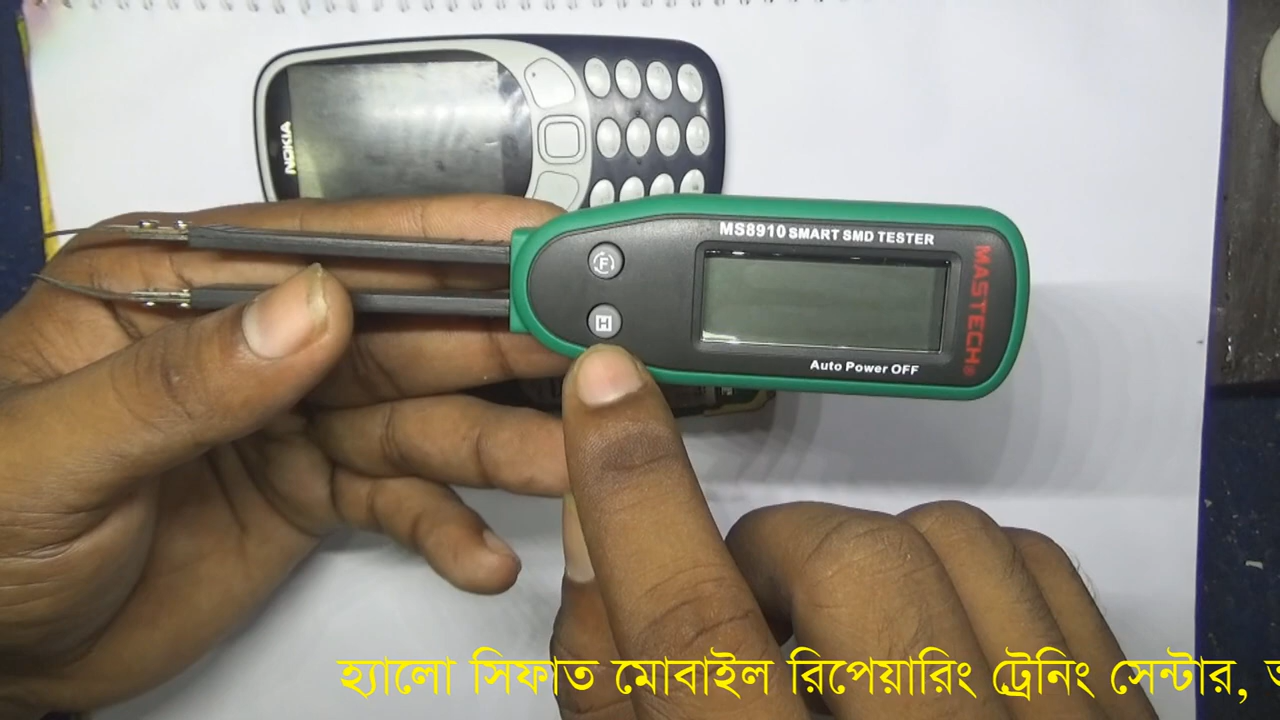 NOKIA
MS8910 SMART SMD TESTER
F
H
MASTECH®
Auto Power OFF
হ্যালো সিফাত মোবাইল রিপেয়ারিং ট্রেনিং সেন্টার,